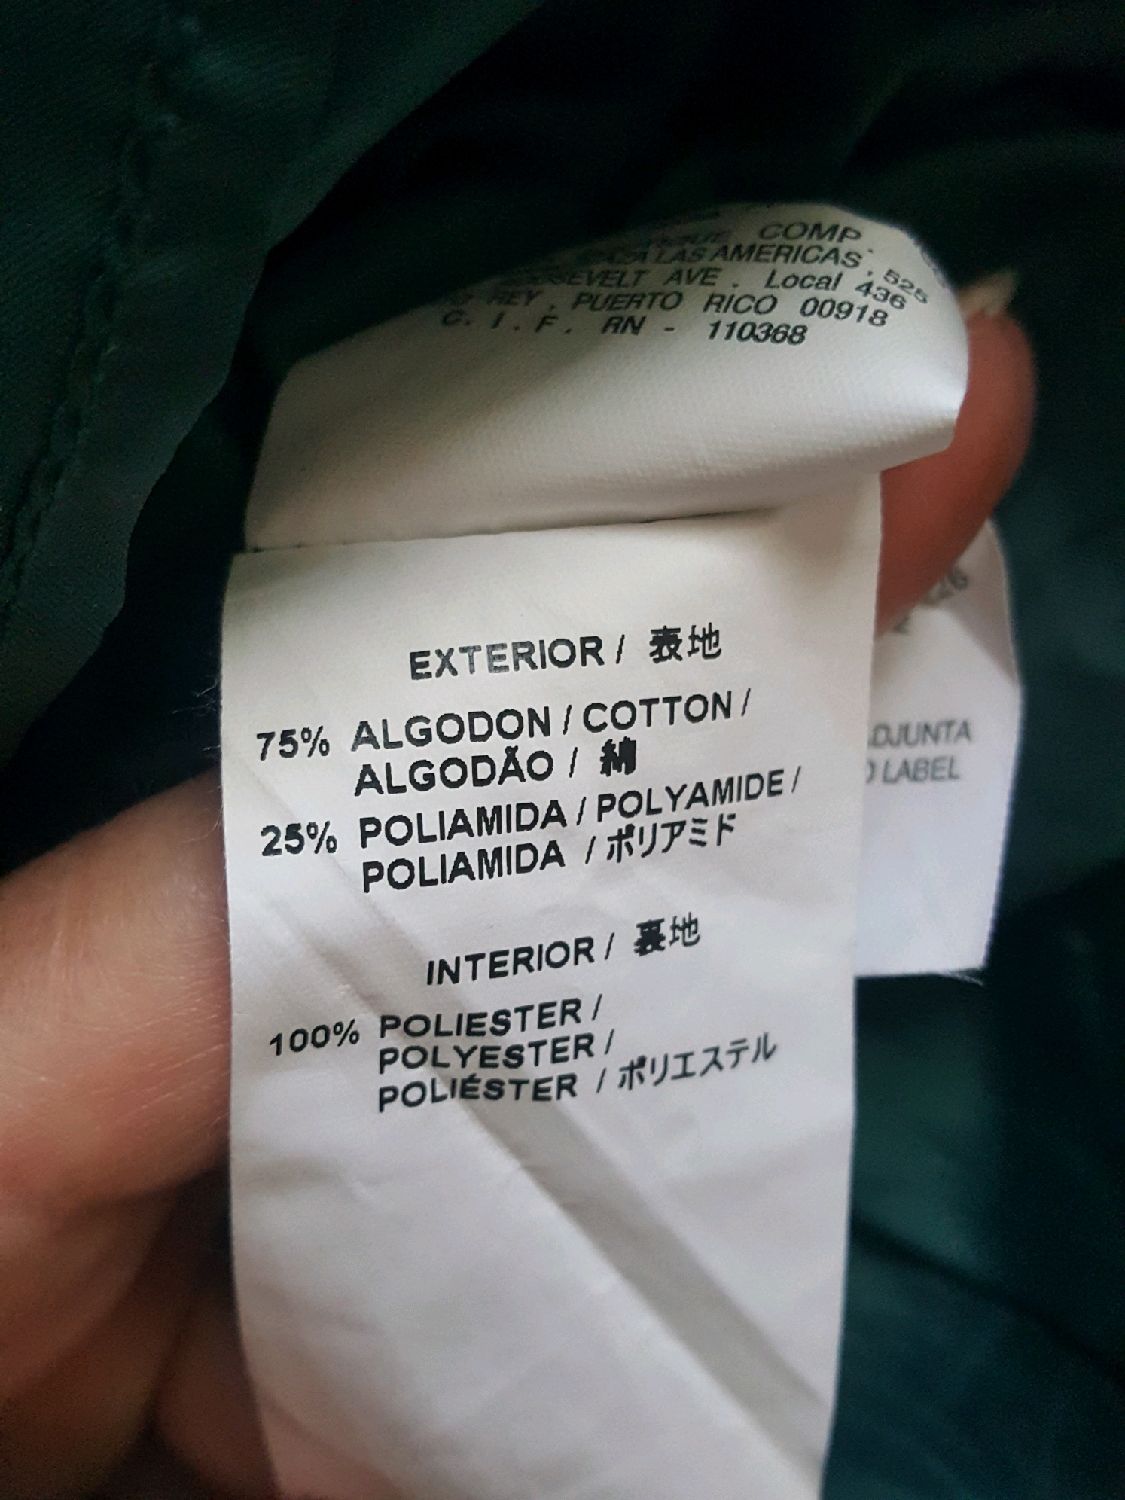 COMP.
LAS AMERICAS, 525
AVE. Local 436
REY, PUERTO RICO 00918
C. I. F. RN - 110368
EXTERIOR / 表地
75% ALGODON / COTTON /
ALGODÃO / 綿
25% POLIAMIDA / POLYAMIDE /
POLIAMIDA / ポリアミド
INTERIOR / 裏地
100% POLIESTER /
POLYESTER /
POLIÉSTER / ポリエステル
LABEL